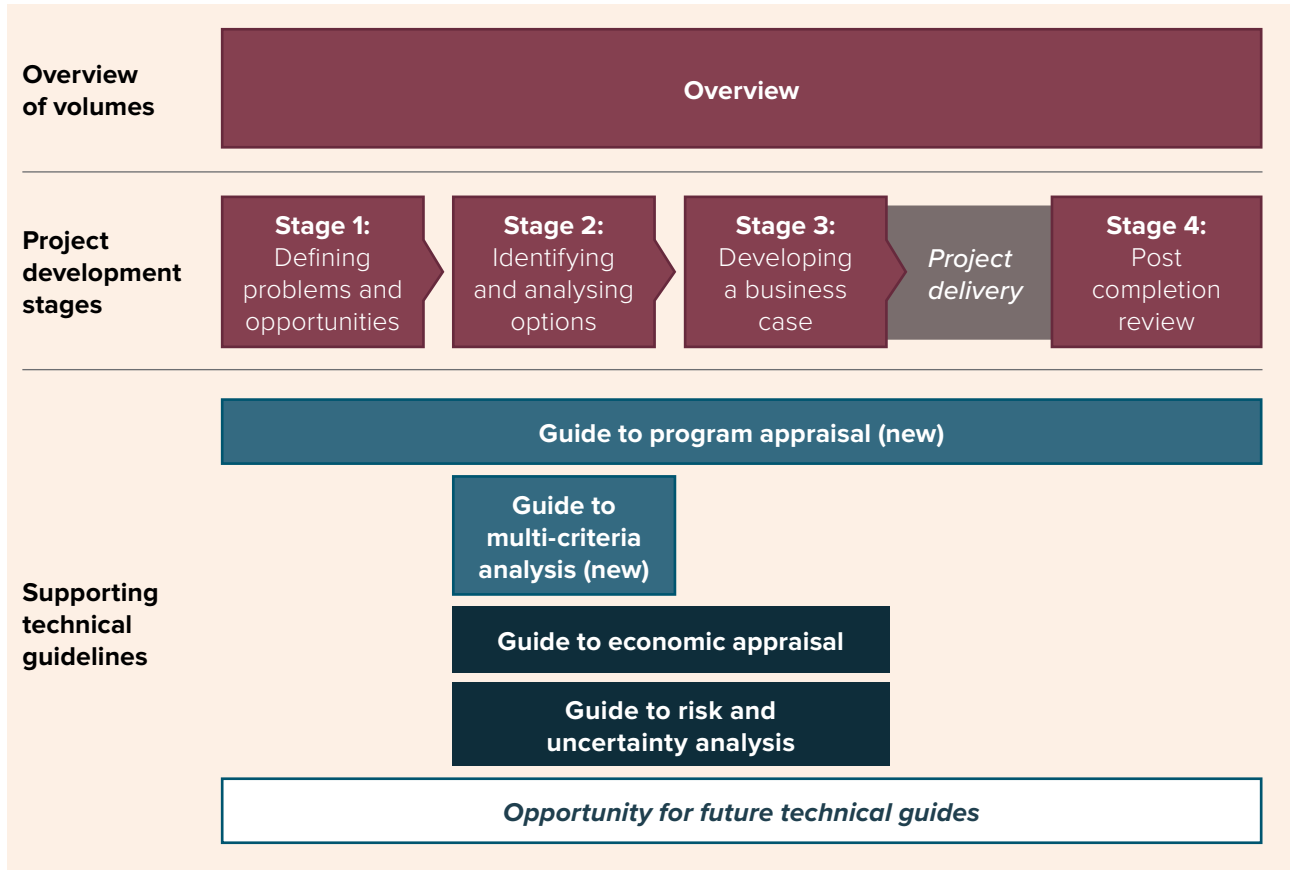 Overview
of volumes
Overview
Project
development
stages
Stage 1:
Defining
problems and
opportunities
Stage 2:
Identifying
and analysing
options
Stage 3:
Developing
a business
case
Project
delivery
Stage 4:
Post
completion
review
Supporting
technical
guidelines
Guide to program appraisal (new)
Guide to
multi-criteria
analysis (new)
Guide to economic appraisal
Guide to risk and
uncertainty analysis
Opportunity for future technical guides